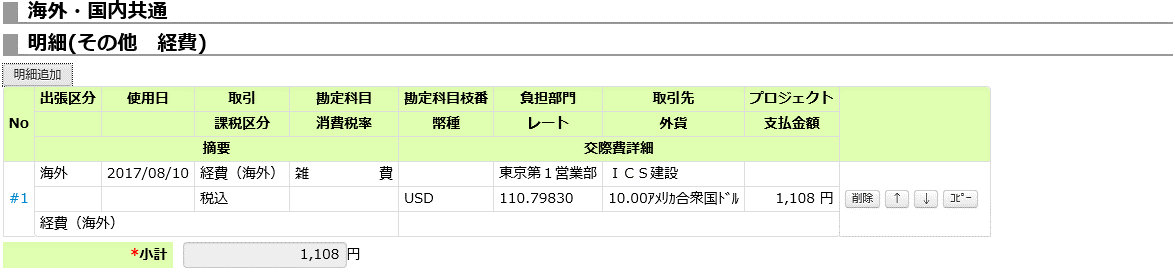 海外・国内共通
明細(その他　経費)
明細追加
No 出張区分 使用日 取引 勘定科目 勘定科目枝番 負担部門 取引先 プロジェクト
課税区分 消費税率 幣種 レート 外貨 支払金額
摘要 交際費詳細
#1 海外 2017/08/10 経費（海外） 雑　　　　費 東京第１営業部 ＩＣＳ建設
税込 USD 110.79830 10.00ｱﾒﾘｶ合衆国ﾄﾞﾙ 1,108 円 削除 ↑ ↓ ｺﾋﾟｰ
経費（海外）
*小計 1,108 円